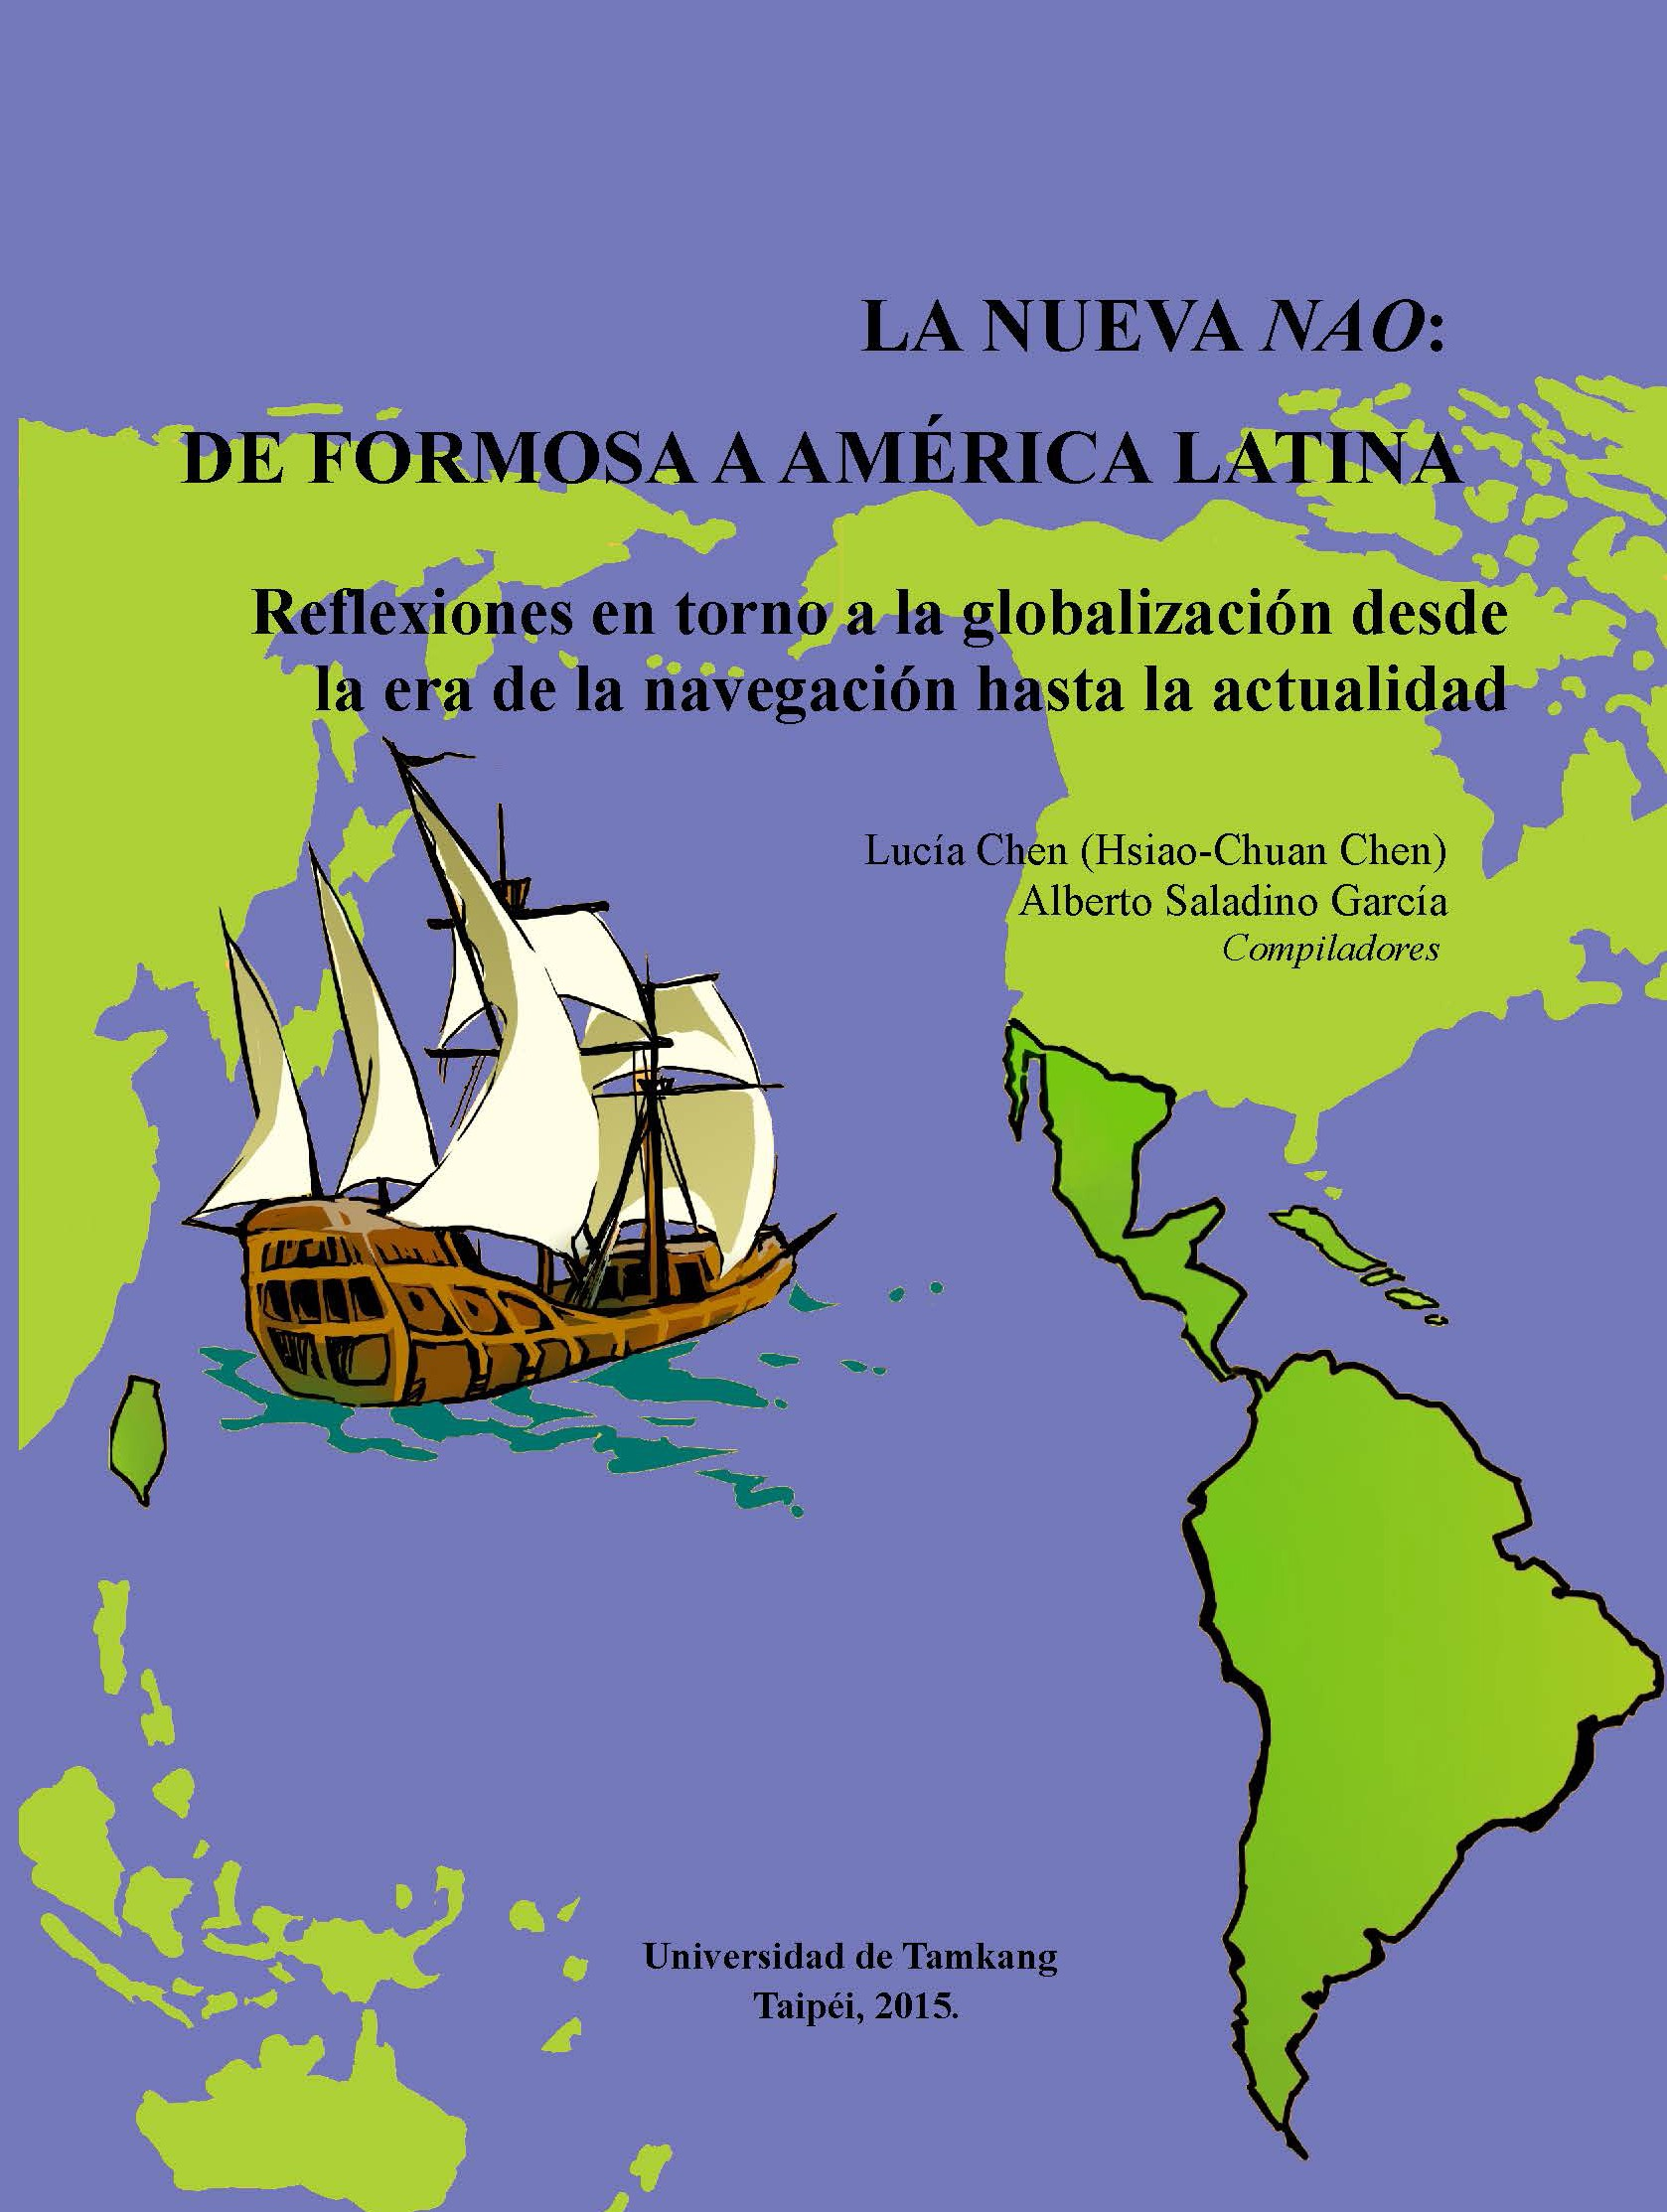 LA NUEVA NAO:
DE FORMOSA A AMÉRICA LATINA
Reflexiones en torno a la globalización desde
la era de la navegación hasta la actualidad
Lucía Chen (Hsiao-Chuan Chen)
Alberto Saladino García
Compiladores
Universidad de Tamkang
Taipéi, 2015.